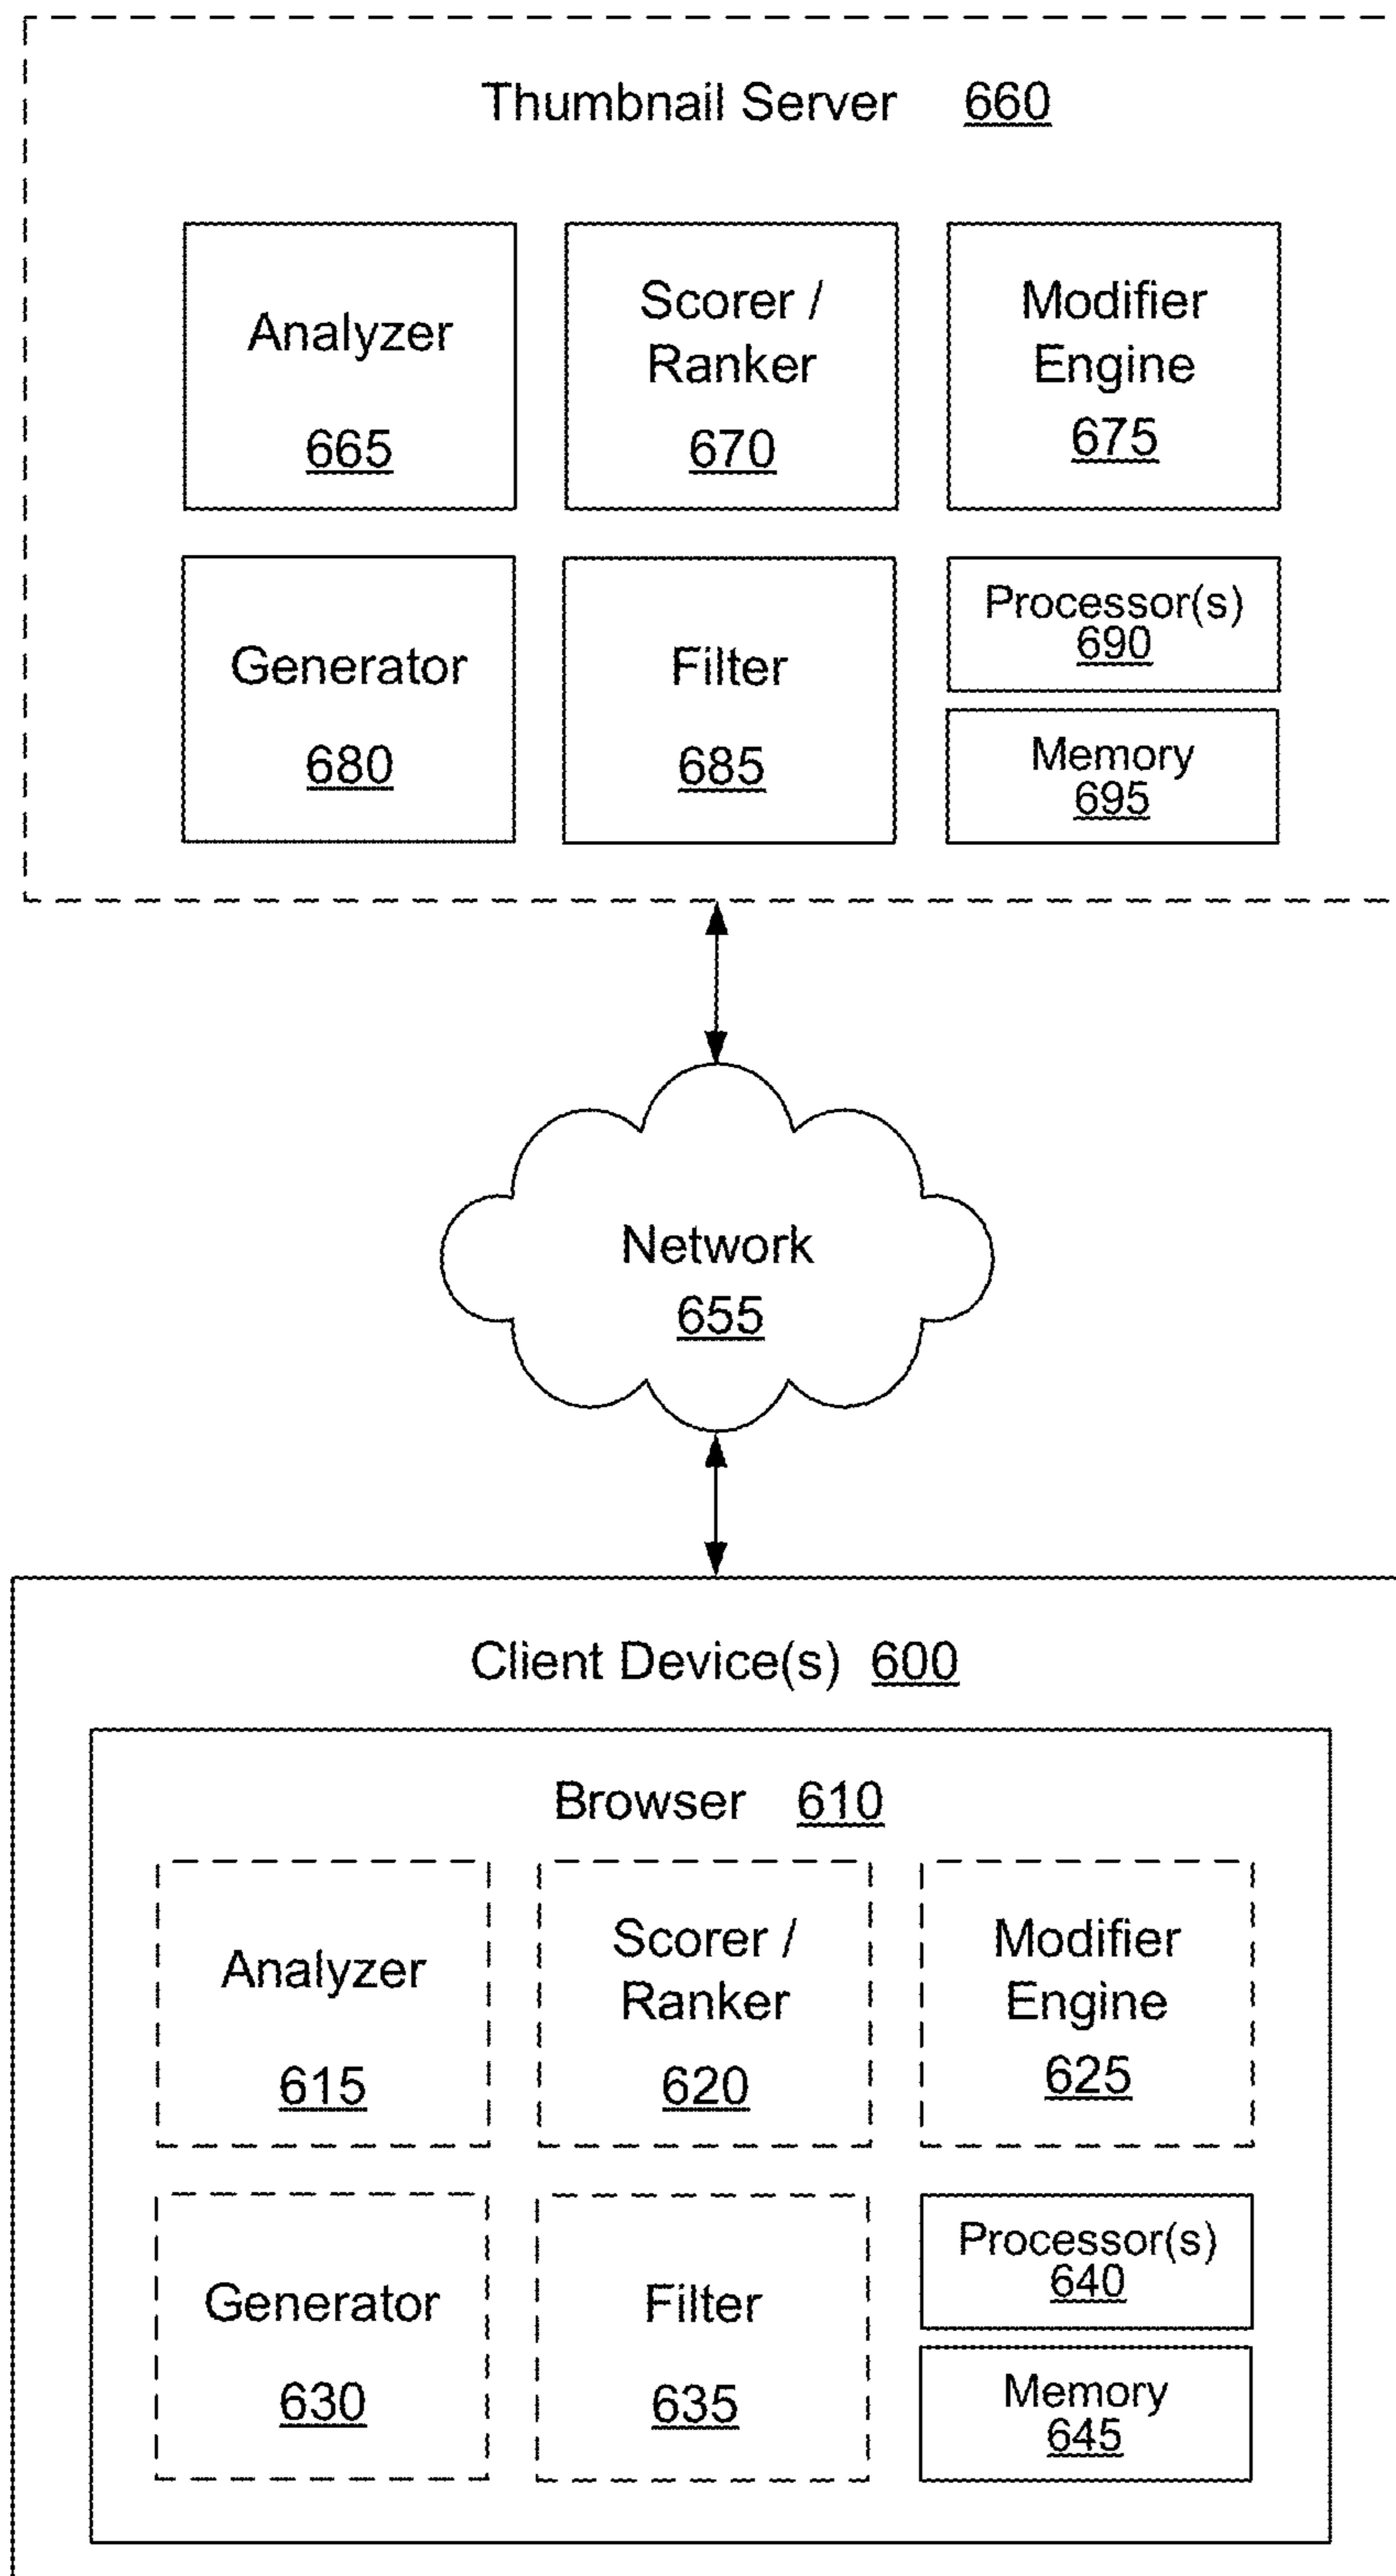 Thumbnail Server 660
Analyzer
665
Scorer /
Ranker
670
Modifier
Engine
675
Generator
680
Filter
685
Processor(s)
690
Memory
695
Network
655
Client Device(s) 600
Browser 610
Analyzer
615
Scorer /
Ranker
620
Modifier
Engine
625
Generator
630
Filter
635
Processor(s)
640
Memory
645